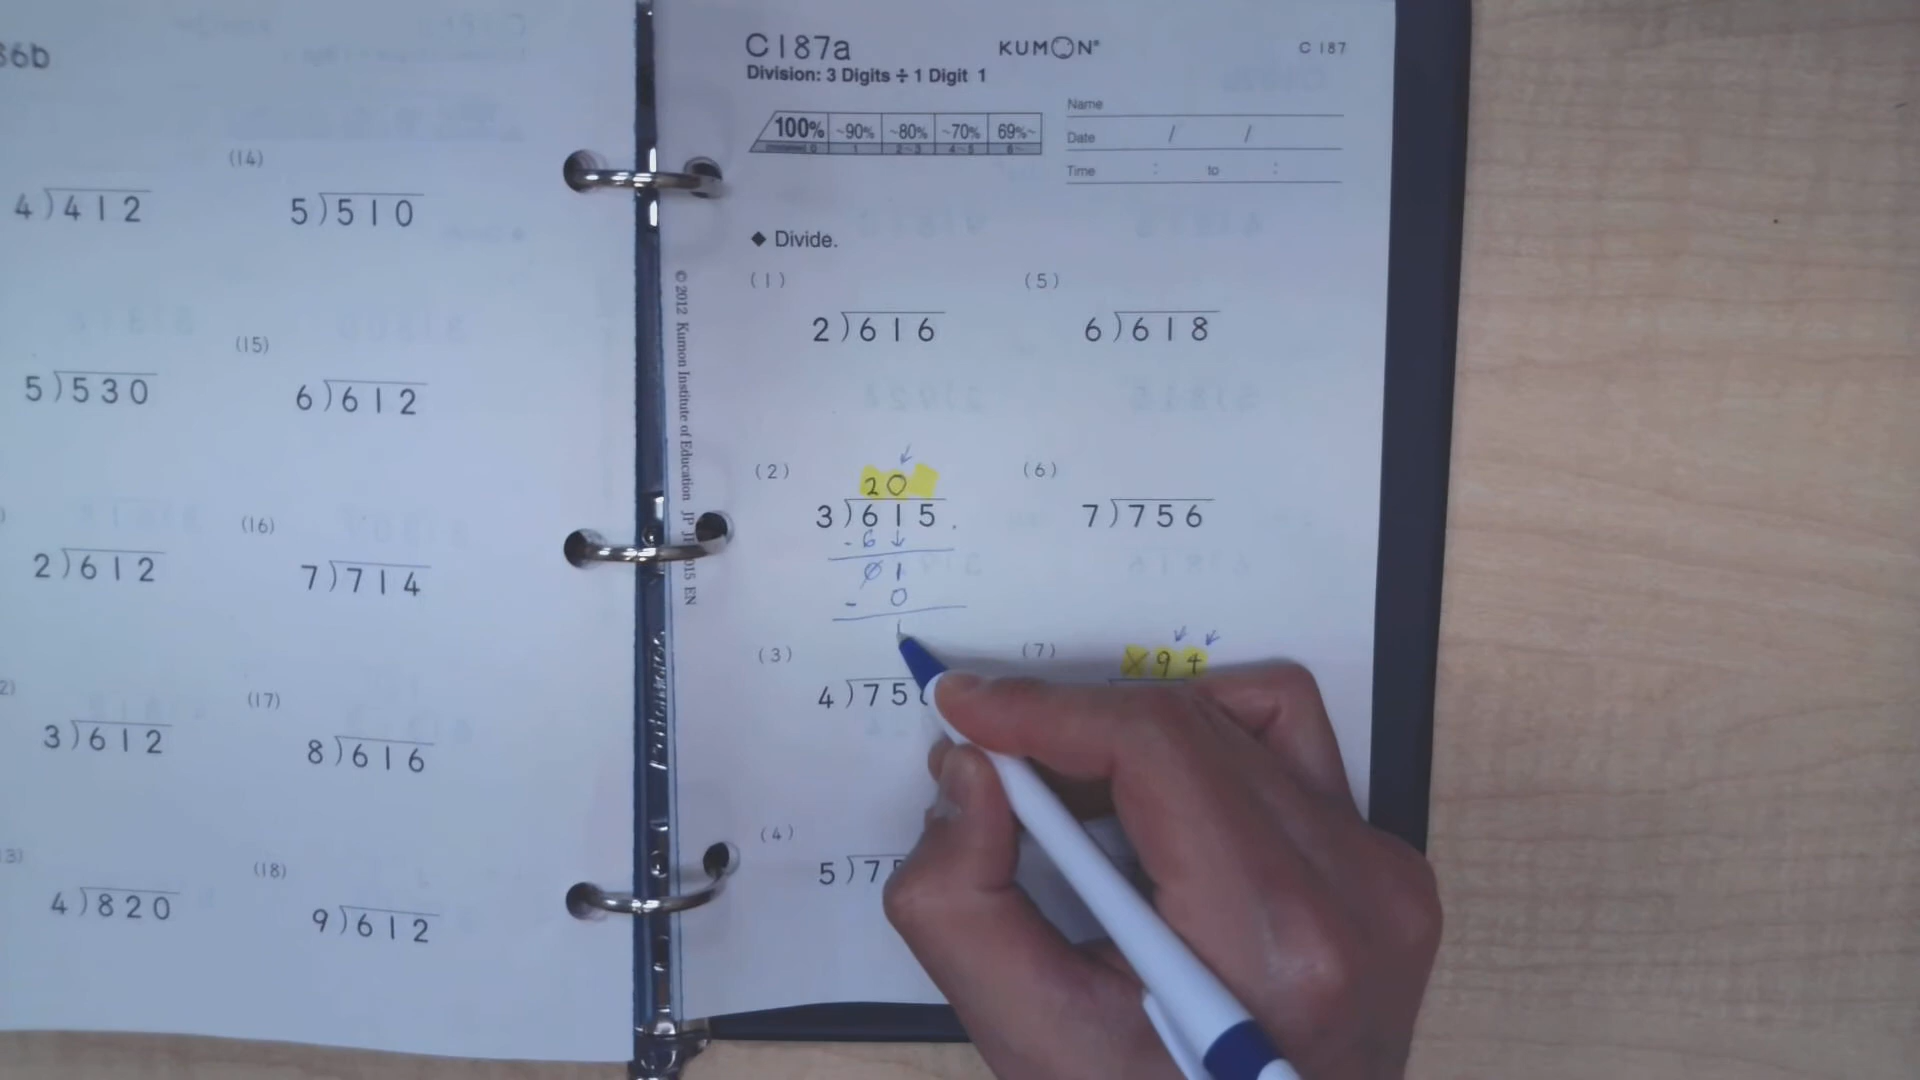 36b
(14)
4)412
5)510
(15)
5)530
6)612
(16)
2)612
7)714
(17)
3)612
8)616
(18)
4)820
9)612
C187a
KUMON
C 187
Division: 3 Digits ÷ 1 Digit 1
100% ~90% ~80% ~70% 69%~
Name
Date / /
Time : to :
◆ Divide.
(1)
2)616
(5)
6)618
(2)
20
3)615
- 6 ↓
01
- 0
1
(6)
7)756
(3)
4)75
(7)
X94
(4)
5)7
© 2012 Kumon Institute of Education